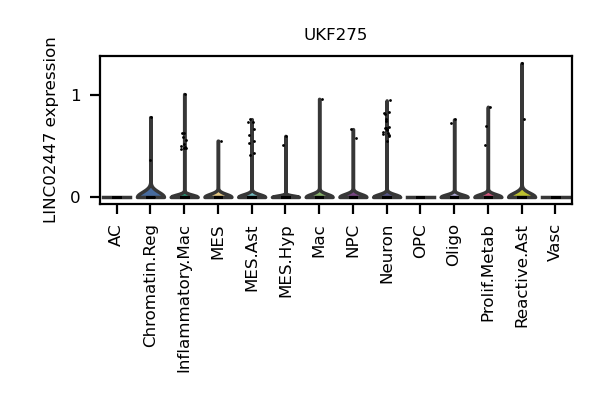 UKF275
LINC02447 expression
1
0
AC
Chromatin.Reg
Inflammatory.Mac
MES
MES.Ast
MES.Hyp
Mac
NPC
Neuron
OPC
Oligo
Prolif.Metab
Reactive.Ast
Vasc